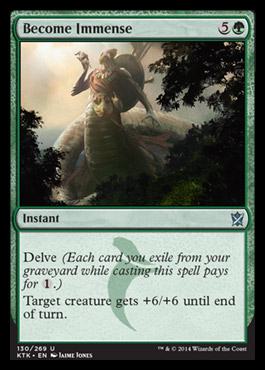 Become Immense 5
Instant
Delve (Each card you exile from your
graveyard while casting this spell pays
for 1.)
Target creature gets +6/+6 until end
of turn.
130/269 U
KTK • EN Jaime Jones
™ & © 2014 Wizards of the Coast